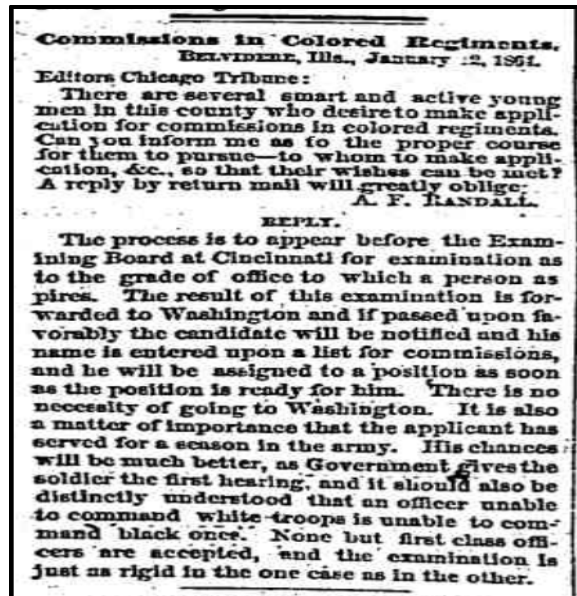 Commissions in Colored Regiments.
BELVIDERE, Ills., January 12, 1864.
Editors Chicago Tribune:
There are several smart and active young
men in this county who desire to make appli-
cation for commissions in colored regiments.
Can you inform me as to the proper course
for them to pursue—to whom to make appli-
cation, &c., so that their wishes can be met?
A reply by return mail will greatly oblige,
A. F. RANDALL.
REPLY.
The process is to appear before the Exam-
ining Board at Cincinnati for examination as
to the grade of office to which a person as
pires. The result of this examination is for-
warded to Washington and if passed upon fa-
vorably the candidate will be notified and his
name is entered upon a list for commissions,
and he will be assigned to a position as soon
as the position is ready for him. There is no
necessity of going to Washington. It is also
a matter of importance that the applicant has
served for a season in the army. His chances
will be much better, as Government gives the
soldier the first hearing, and it should also be
distinctly understood that an officer unable
to command white troops is unable to com-
mand black ones. None but first class offi-
cers are accepted, and the examination is
just as rigid in the one case as in the other.